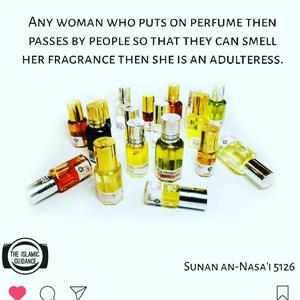 Any woman who puts on perfume then
passes by people so that they can smell
her fragrance then she is an adulteress.
THE ISLAMIC
GUIDANCE
Sunan an-Nasa'i 5126